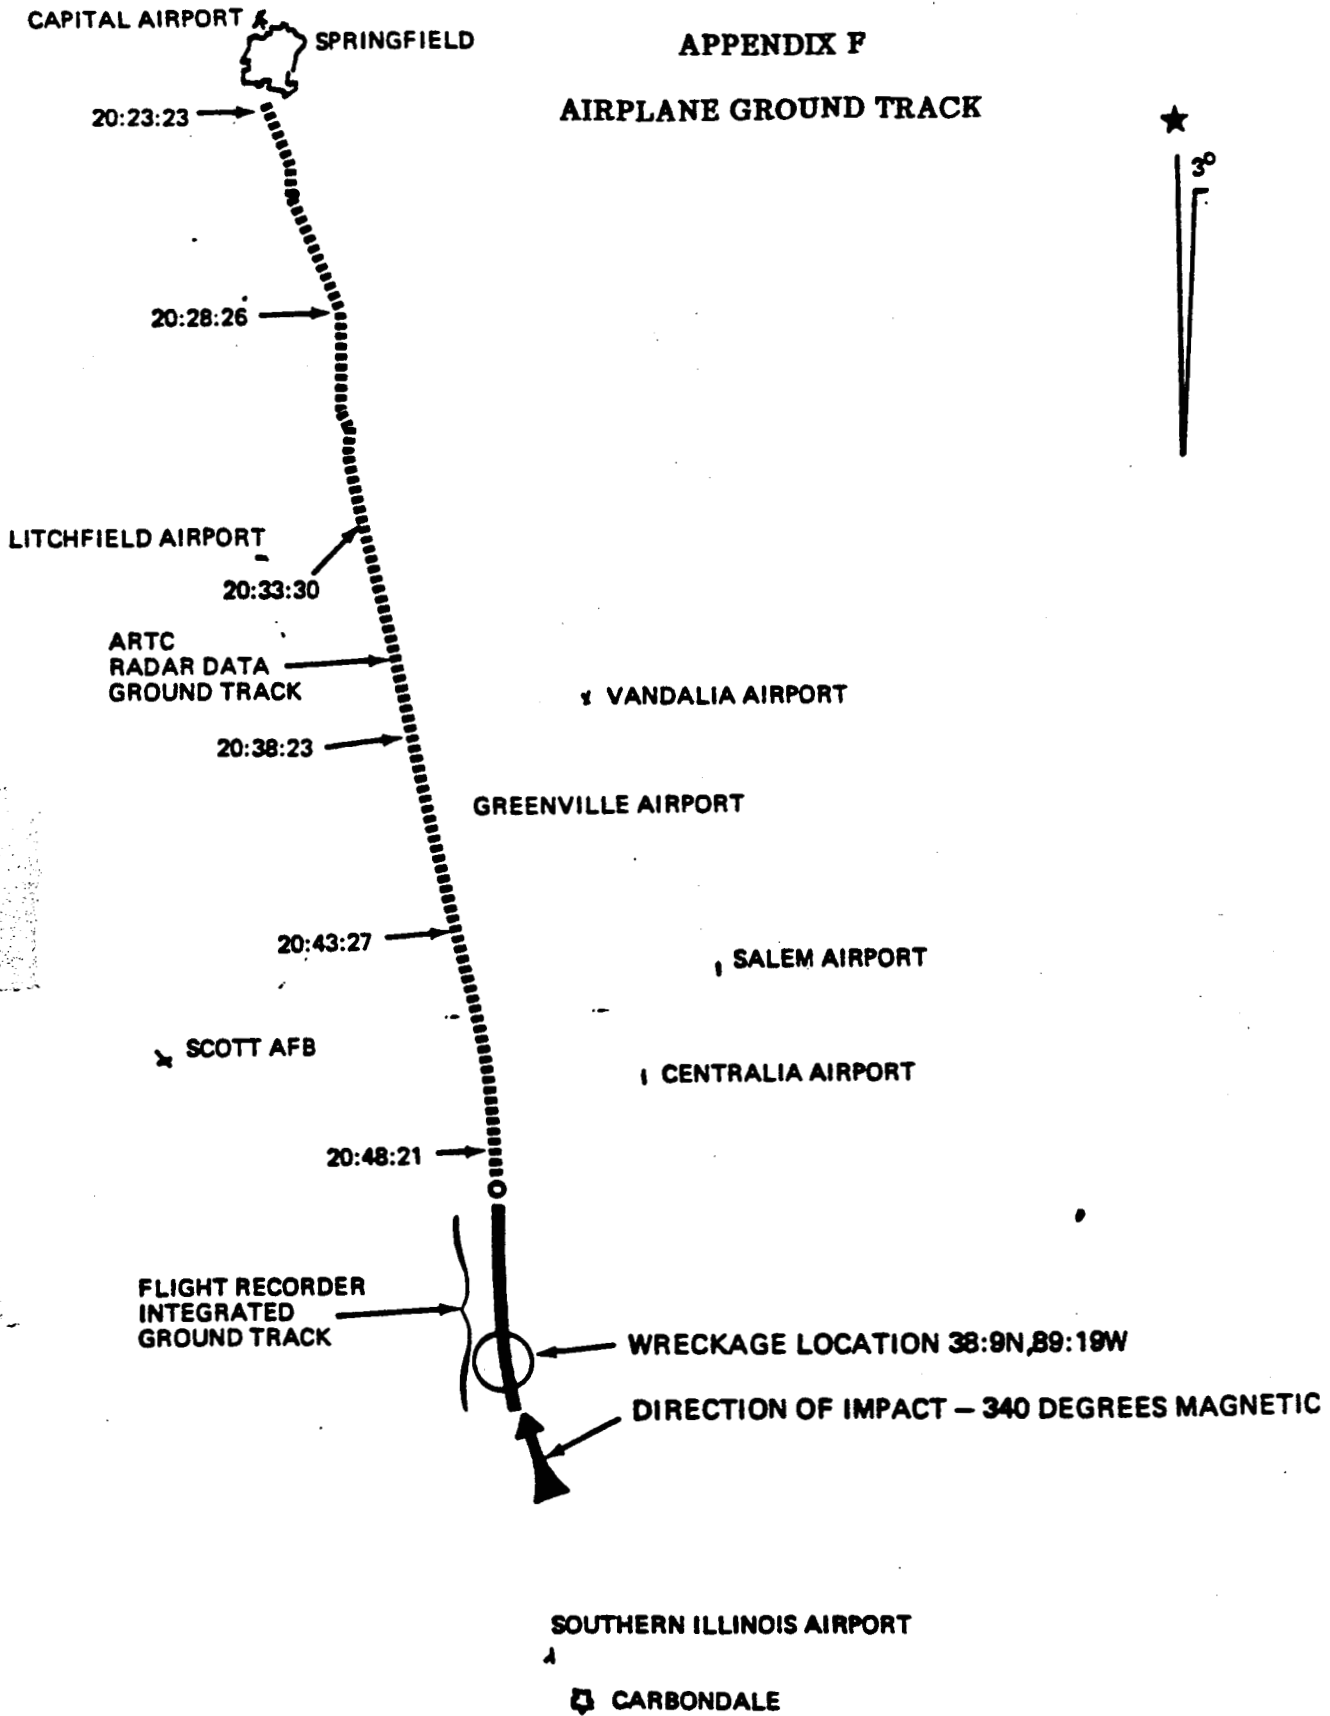 CAPITAL AIRPORT
SPRINGFIELD
APPENDIX F
AIRPLANE GROUND TRACK
20:23:23
3°
20:28:26
LITCHFIELD AIRPORT
20:33:30
ARTC
RADAR DATA
GROUND TRACK
VANDALIA AIRPORT
20:38:23
GREENVILLE AIRPORT
20:43:27
SALEM AIRPORT
SCOTT AFB
CENTRALIA AIRPORT
20:48:21
FLIGHT RECORDER
INTEGRATED
GROUND TRACK
WRECKAGE LOCATION 38:9N,89:19W
DIRECTION OF IMPACT – 340 DEGREES MAGNETIC
SOUTHERN ILLINOIS AIRPORT
CARBONDALE